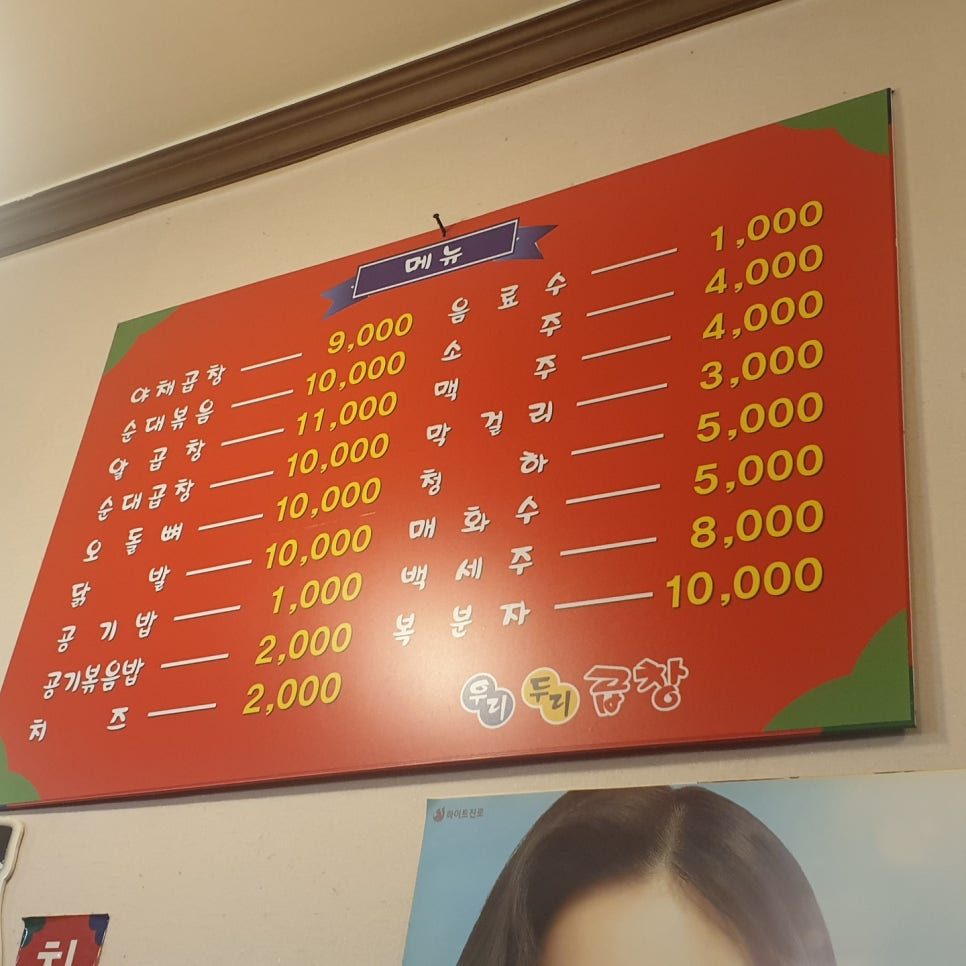 메뉴
야채곱창 9,000
순대볶음 10,000
알곱창 11,000
순대곱창 10,000
오돌뼈 10,000
닭발 10,000
공기밥 1,000
공기볶음밥 2,000
치즈 2,000
음료수 1,000
소주 4,000
맥주 4,000
막걸리 3,000
청하 5,000
매화수 5,000
백세주 8,000
복분자 10,000
우리두리곱창
하이트진로
치